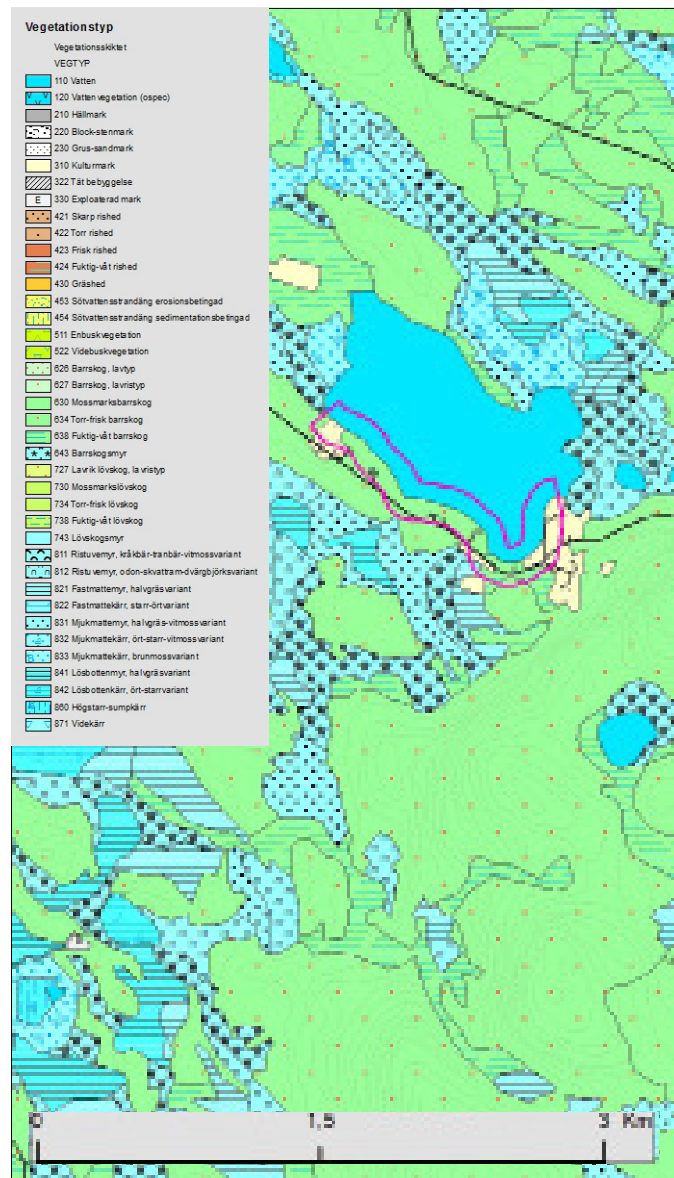 Vegetationstyp
Vegetationsskiktet
VEGTYP
110 Vatten
120 Vattenvegetation (ospec)
210 Hällmark
220 Block-stenmark
230 Grus-sandmark
310 Kulturmark
322 Tät bebyggelse
E 330 Exploaterad mark
421 Skarp rished
422 Torr rished
423 Frisk rished
424 Fuktig-våt rished
430 Gräshed
453 Sötvattensstrandäng erosionsbetingad
454 Sötvattensstrandäng sedimentationsbetingad
511 Enbuskvegetation
522 Videbuskvegetation
626 Barrskog, lavtyp
627 Barrskog, lavristyp
630 Mossmarksbarrskog
634 Torr-frisk barrskog
638 Fuktig-våt barrskog
643 Barrskogsmyr
727 Lavrik lövskog, lavristyp
730 Mossmarkslövskog
734 Torr-frisk lövskog
738 Fuktig-våt lövskog
743 Lövskogsmyr
811 Ristuvemyr, kråkbär-tranbär-vitmossvariant
812 Ristuvemyr, odon-skvattram-dvärgbjörksvariant
821 Fastmattemyr, halvgräsvariant
822 Fastmattekärr, starr-örtvariant
831 Mjukmattemyr, halvgräs-vitmossvariant
832 Mjukmattekärr, ört-starr-vitmossvariant
833 Mjukmattekärr, brunmossvariant
841 Lösbottenmyr, halvgräsvariant
842 Lösbottenkärr, ört-starrvariant
860 Högstarr-sumpkärr
871 Videkärr
0 1,5 3 Km